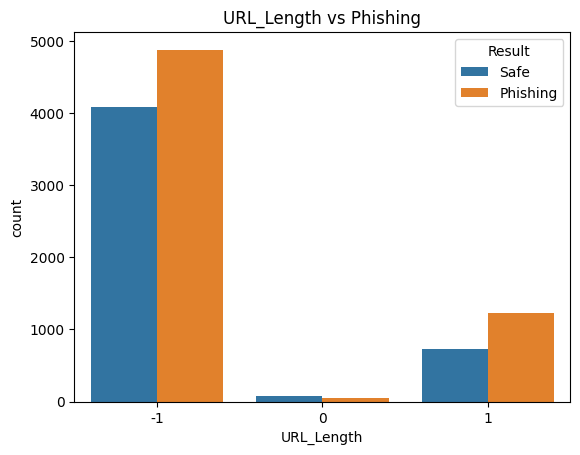 URL_Length vs Phishing
Result
Safe
Phishing
5000
4000
3000
2000
1000
0
count
-1
0
1
URL_Length